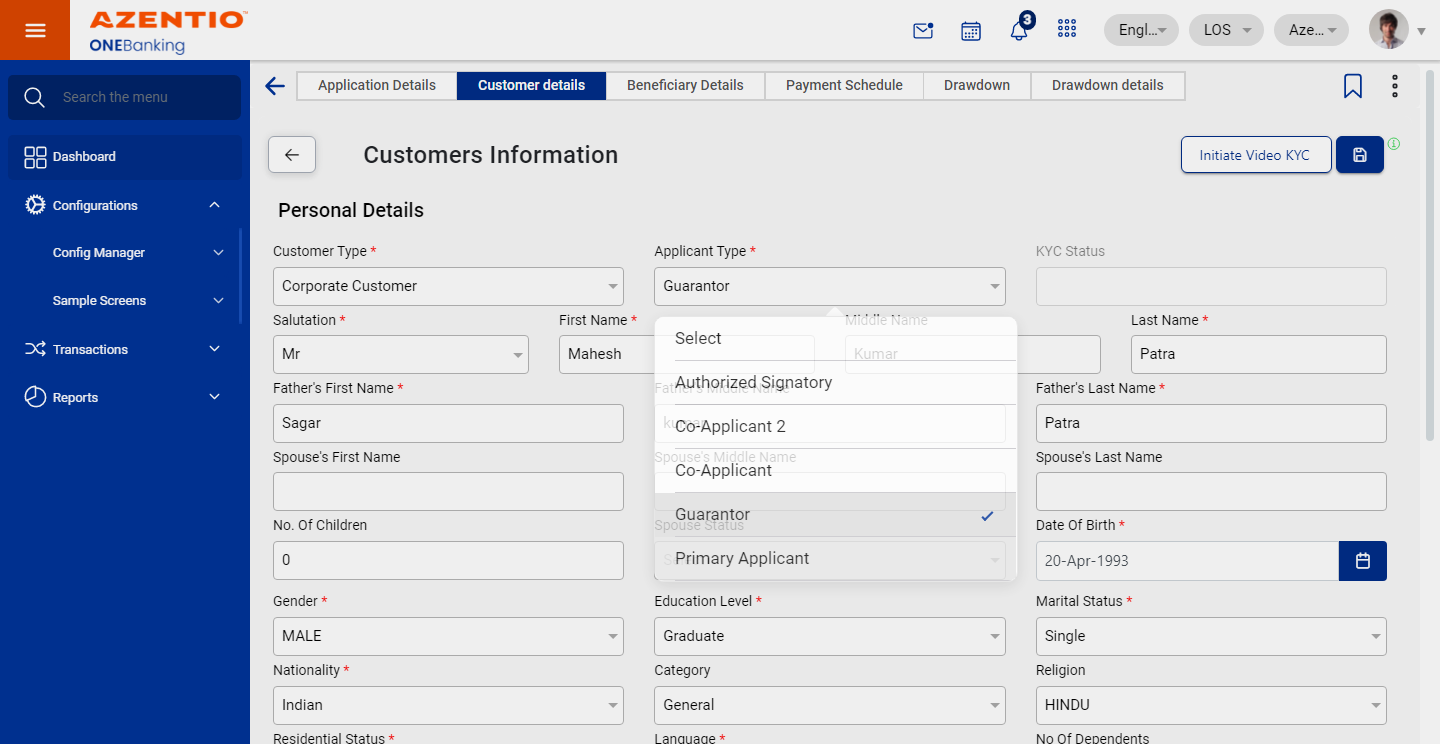 AZENTIO™
ONEBanking
3
Engl...
LOS
Aze...
Search the menu
Dashboard
Configurations
Config Manager
Sample Screens
Transactions
Reports
Application Details
Customer details
Beneficiary Details
Payment Schedule
Drawdown
Drawdown details
Customers Information
Initiate Video KYC
Personal Details
Customer Type *
Applicant Type *
KYC Status
Corporate Customer
Guarantor
Salutation *
First Name *
Middle Name
Last Name *
Mr
Mahesh
Kumar
Patra
Select
Authorized Signatory
Co-Applicant 2
Co-Applicant
Guarantor
Primary Applicant
Father's First Name *
Father's Middle Name
Father's Last Name *
Sagar
Patra
Spouse's First Name
Spouse's Middle Name
Spouse's Last Name
No. Of Children
Spouse Status
Date Of Birth *
0
20-Apr-1993
Gender *
Education Level *
Marital Status *
MALE
Graduate
Single
Nationality *
Category
Religion
Indian
General
HINDU
Residential Status *
Language *
No Of Dependents